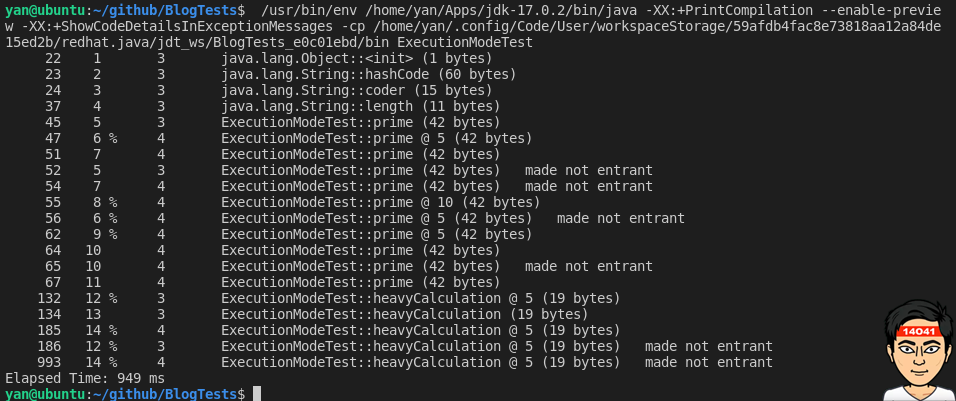 yan@ubuntu:~/github/BlogTests$  /usr/bin/env /home/yan/Apps/jdk-17.0.2/bin/java -XX:+PrintCompilation --enable-previe
w -XX:+ShowCodeDetailsInExceptionMessages -cp /home/yan/.config/Code/User/workspaceStorage/59afdb4fac8e73818aa12a84de
15ed2b/redhat.java/jdt_ws/BlogTests_e0c01ebd/bin ExecutionModeTest
22 1 3 java.lang.Object::<init> (1 bytes)
23 2 3 java.lang.String::hashCode (60 bytes)
24 3 3 java.lang.String::coder (15 bytes)
37 4 3 java.lang.String::length (11 bytes)
45 5 3 ExecutionModeTest::prime (42 bytes)
47 6 % 4 ExecutionModeTest::prime @ 5 (42 bytes)
51 7 4 ExecutionModeTest::prime (42 bytes)
52 5 3 ExecutionModeTest::prime (42 bytes) made not entrant
54 7 4 ExecutionModeTest::prime (42 bytes) made not entrant
55 8 % 4 ExecutionModeTest::prime @ 10 (42 bytes)
56 6 % 4 ExecutionModeTest::prime @ 5 (42 bytes) made not entrant
62 9 % 4 ExecutionModeTest::prime @ 5 (42 bytes)
64 10 4 ExecutionModeTest::prime (42 bytes)
65 10 4 ExecutionModeTest::prime (42 bytes) made not entrant
67 11 4 ExecutionModeTest::prime (42 bytes)
132 12 % 3 ExecutionModeTest::heavyCalculation @ 5 (19 bytes)
134 13 3 ExecutionModeTest::heavyCalculation (19 bytes)
185 14 % 4 ExecutionModeTest::heavyCalculation @ 5 (19 bytes)
186 12 % 3 ExecutionModeTest::heavyCalculation @ 5 (19 bytes) made not entrant
993 14 % 4 ExecutionModeTest::heavyCalculation @ 5 (19 bytes) made not entrant
Elapsed Time: 949 ms
yan@ubuntu:~/github/BlogTests$
14041